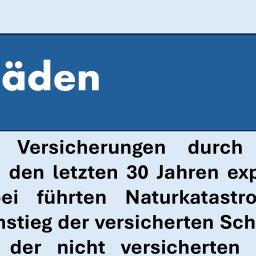 äden
Versicherungen durch
den letzten 30 Jahren exp
ei führten Naturkatastro
nstieg der versicherten Sch
der nicht versicherten